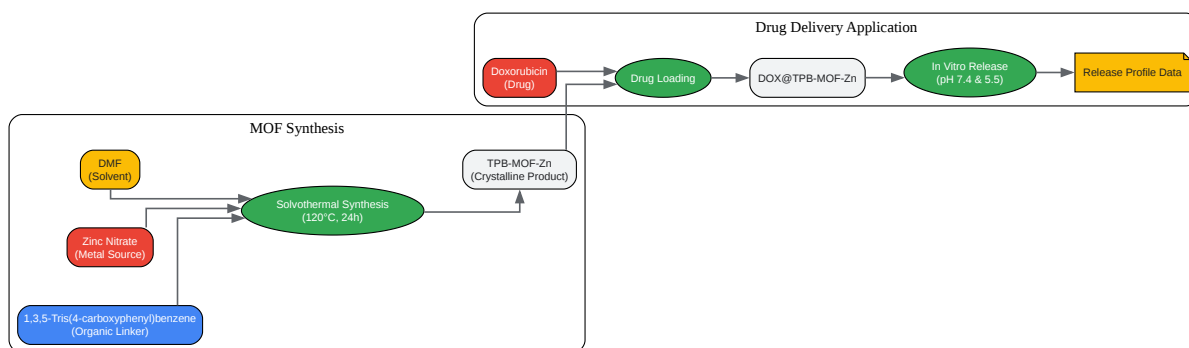 Drug Delivery Application
Doxorubicin
(Drug)
Drug Loading
DOX@TPB-MOF-Zn
In Vitro Release
(pH 7.4 & 5.5)
Release Profile Data
MOF Synthesis
DMF
(Solvent)
Zinc Nitrate
(Metal Source)
1,3,5-Tris(4-carboxyphenyl)benzene
(Organic Linker)
Solvothermal Synthesis
(120°C, 24h)
TPB-MOF-Zn
(Crystalline Product)